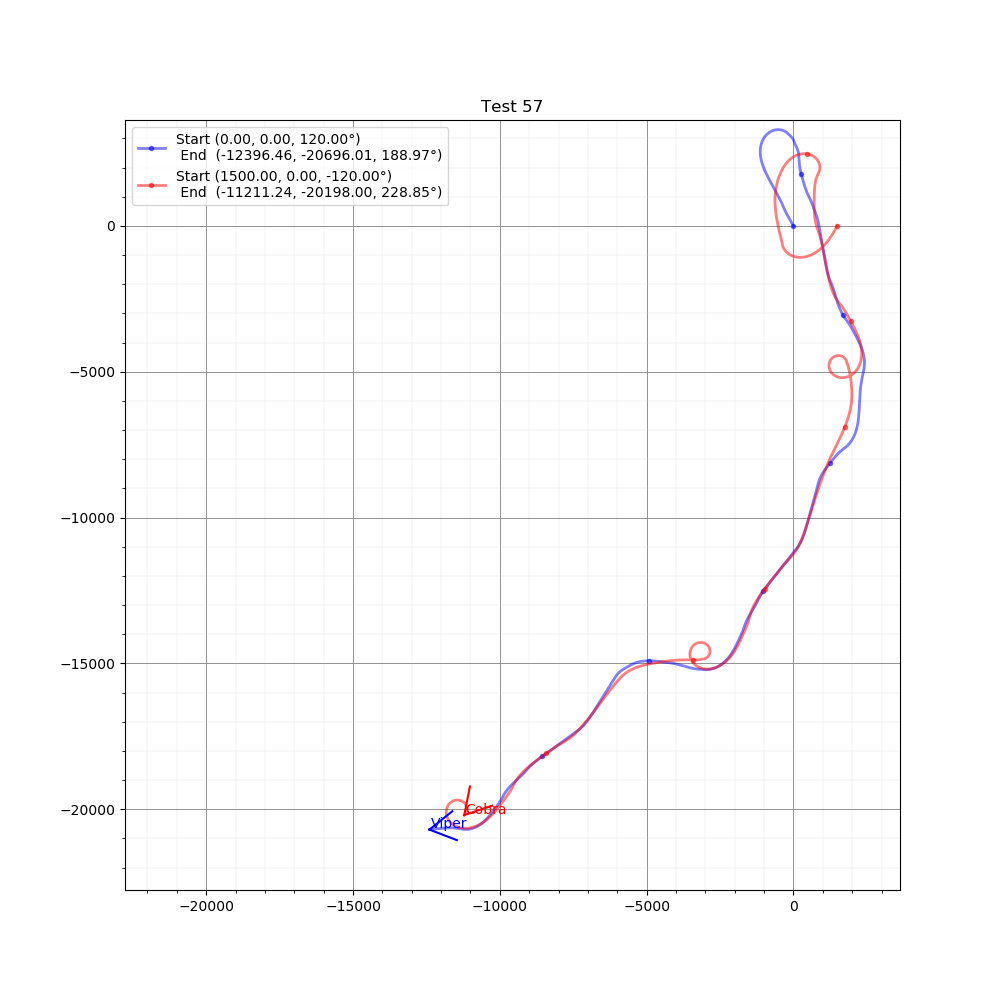 Test 57
Start (0.00, 0.00, 120.00°)
End  (-12396.46, -20696.01, 188.97°)
Start (1500.00, 0.00, -120.00°)
End  (-11211.24, -20198.00, 228.85°)
0
−5000
−10000
−15000
−20000
Cobra
Viper
−20000
−15000
−10000
−5000
0